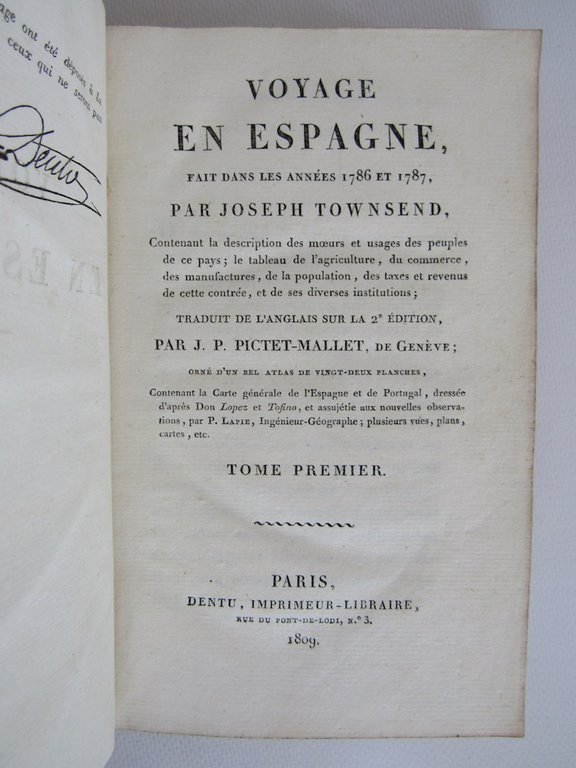 age ont été déposés à la
ceux qui ne seront pas
Dentu
VOYAGE
EN ESPAGNE,
FAIT DANS LES ANNÉES 1786 ET 1787,
PAR JOSEPH TOWNSEND,
Contenant la description des mœurs et usages des peuples
de ce pays; le tableau de l'agriculture, du commerce,
des manufactures, de la population, des taxes et revenus
de cette contrée, et de ses diverses institutions;
TRADUIT DE L'ANGLAIS SUR LA 2e ÉDITION,
PAR J. P. PICTET-MALLET, DE GENÈVE;
ORNÉ D'UN BEL ATLAS DE VINGT-DEUX PLANCHES,
Contenant la Carte générale de l'Espagne et de Portugal, dressée
d'après Don Lopez et Tofino, et assujétie aux nouvelles observa-
tions, par P. LAPIE, Ingénieur-Géographe; plusieurs vues, plans,
cartes, etc.
TOME PREMIER.
PARIS,
DENTU, IMPRIMEUR-LIBRAIRE,
RUE DU PONT-DE-LODI, N.º 3.
1809.